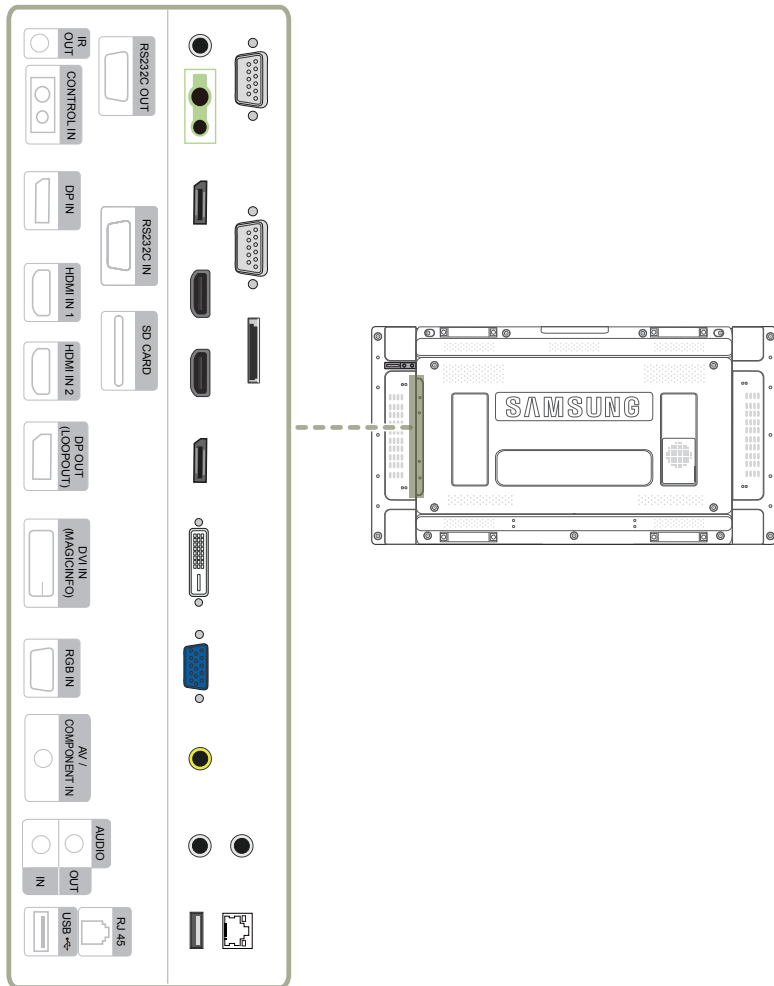 IR
OUT
CONTROL IN
RS232C OUT
DP IN
RS232C IN
HDMI IN 1
SD CARD
HDMI IN 2
DP OUT
(LOOPOUT)
DVI IN
(MAGICINFO)
RGB IN
AV /
COMPONENT IN
AUDIO
IN
OUT
USB
RJ 45
SAMSUNG